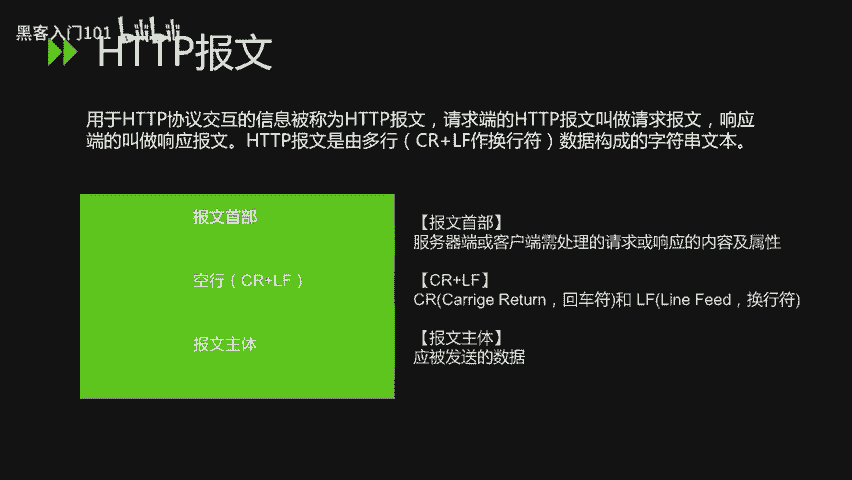 黑客入门101
HTTP报文
用于HTTP协议交互的信息被称为HTTP报文，请求端的HTTP报文叫做请求报文，响应
端的叫做响应报文。HTTP报文是由多行（CR+LF作换行符）数据构成的字符串文本。
报文首部
空行（CR+LF）
报文主体
【报文首部】
服务器端或客户端需处理的请求或响应的内容及属性
【CR+LF】
CR(Carrige Return，回车符)和 LF(Line Feed，换行符)
【报文主体】
应被发送的数据